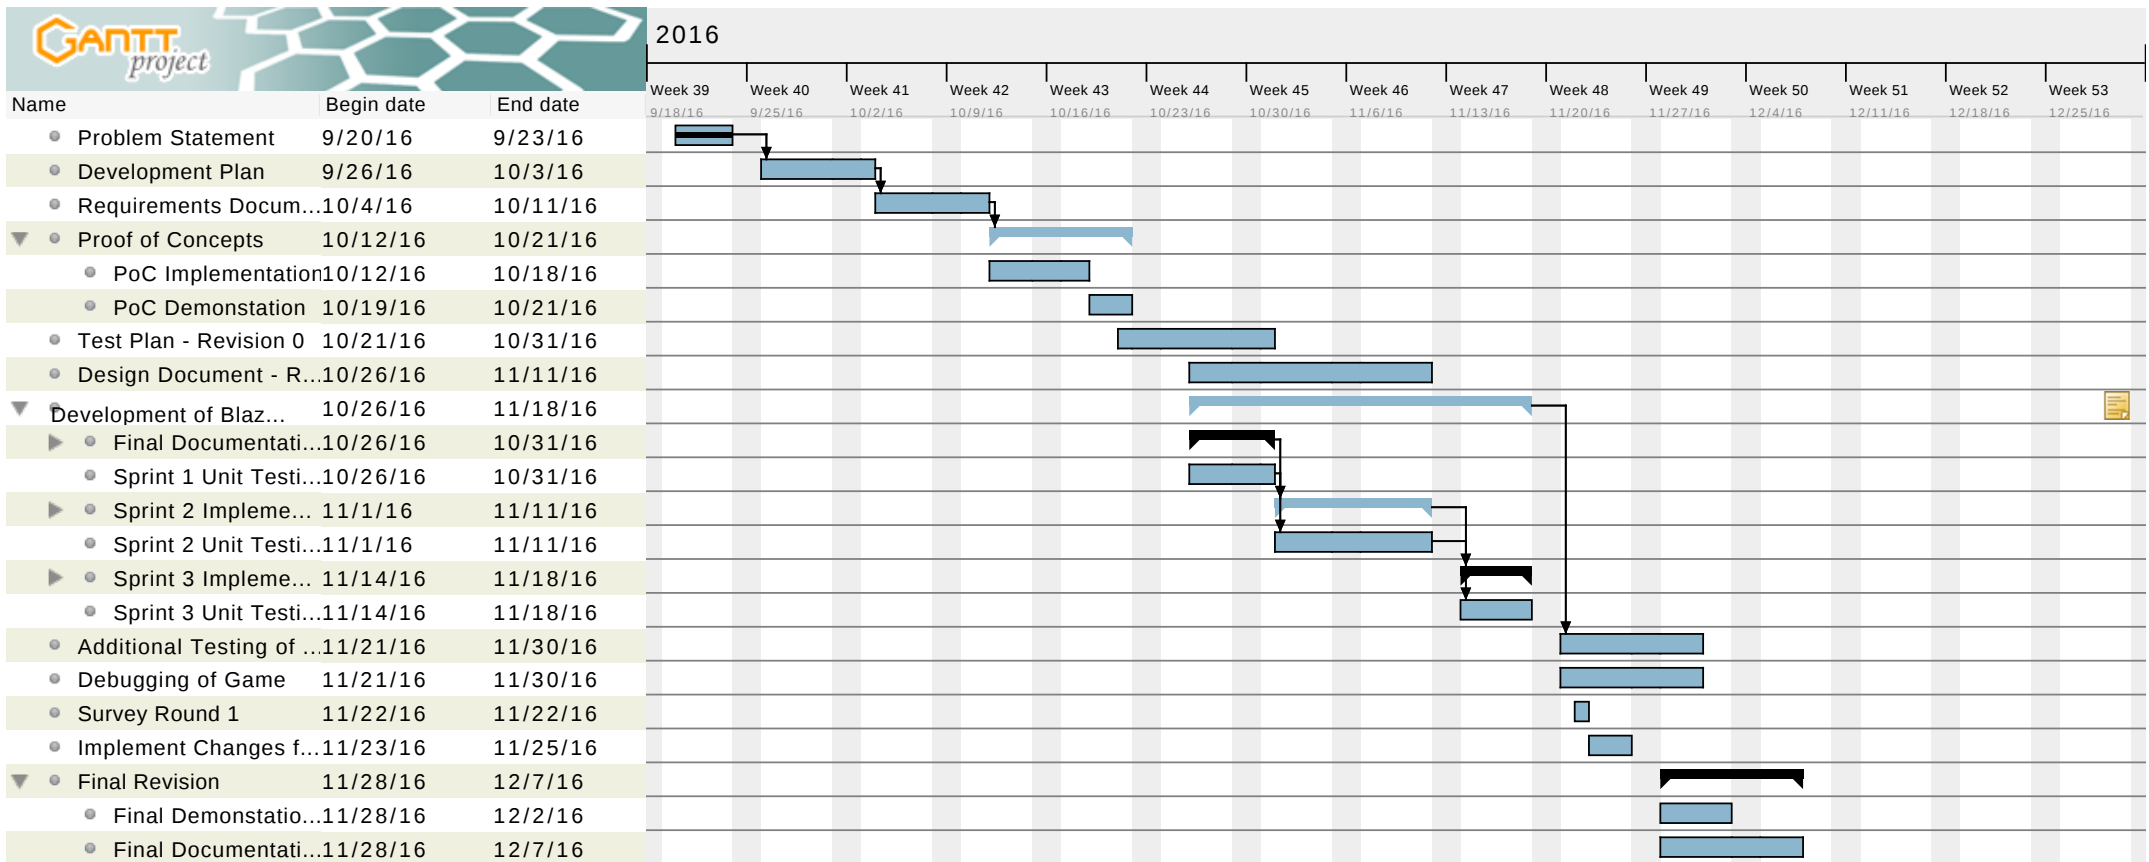 GANTT
project
2016
Week 39 Week 40 Week 41 Week 42 Week 43 Week 44 Week 45 Week 46 Week 47 Week 48 Week 49 Week 50 Week 51 Week 52 Week 53
Name Begin date End date
9/18/16 9/25/16 10/2/16 10/9/16 10/16/16 10/23/16 10/30/16 11/6/16 11/13/16 11/20/16 11/27/16 12/4/16 12/11/16 12/18/16 12/25/16
Problem Statement 9/20/16 9/23/16
Development Plan 9/26/16 10/3/16
Requirements Docum... 10/4/16 10/11/16
Proof of Concepts 10/12/16 10/21/16
PoC Implementation 10/12/16 10/18/16
PoC Demonstation 10/19/16 10/21/16
Test Plan - Revision 0 10/21/16 10/31/16
Design Document - R... 10/26/16 11/11/16
Development of Blaz... 10/26/16 11/18/16
Final Documentati... 10/26/16 10/31/16
Sprint 1 Unit Testi... 10/26/16 10/31/16
Sprint 2 Impleme... 11/1/16 11/11/16
Sprint 2 Unit Testi... 11/1/16 11/11/16
Sprint 3 Impleme... 11/14/16 11/18/16
Sprint 3 Unit Testi... 11/14/16 11/18/16
Additional Testing of ... 11/21/16 11/30/16
Debugging of Game 11/21/16 11/30/16
Survey Round 1 11/22/16 11/22/16
Implement Changes f... 11/23/16 11/25/16
Final Revision 11/28/16 12/7/16
Final Demonstatio... 11/28/16 12/2/16
Final Documentati... 11/28/16 12/7/16